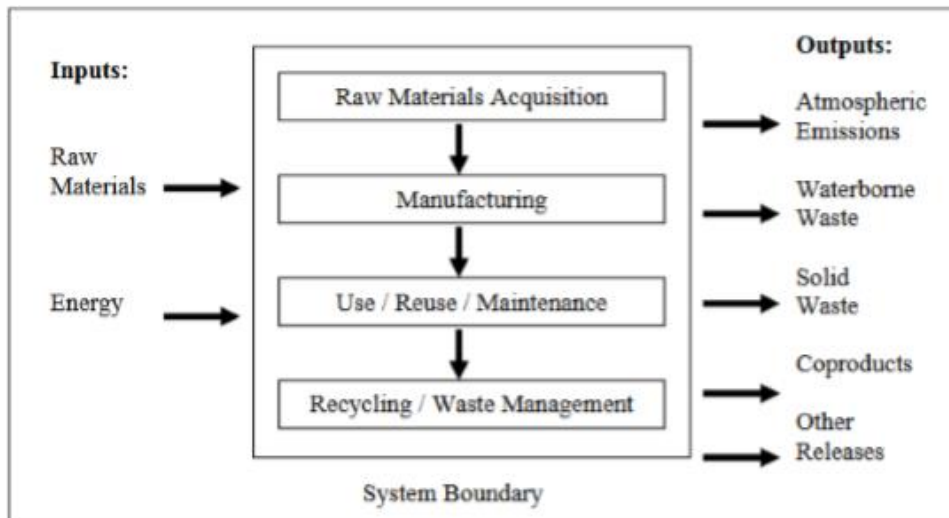 Inputs:
Raw
Materials
Energy
Raw Materials Acquisition
Manufacturing
Use / Reuse / Maintenance
Recycling / Waste Management
System Boundary
Outputs:
Atmospheric
Emissions
Waterborne
Waste
Solid
Waste
Coproducts
Other
Releases